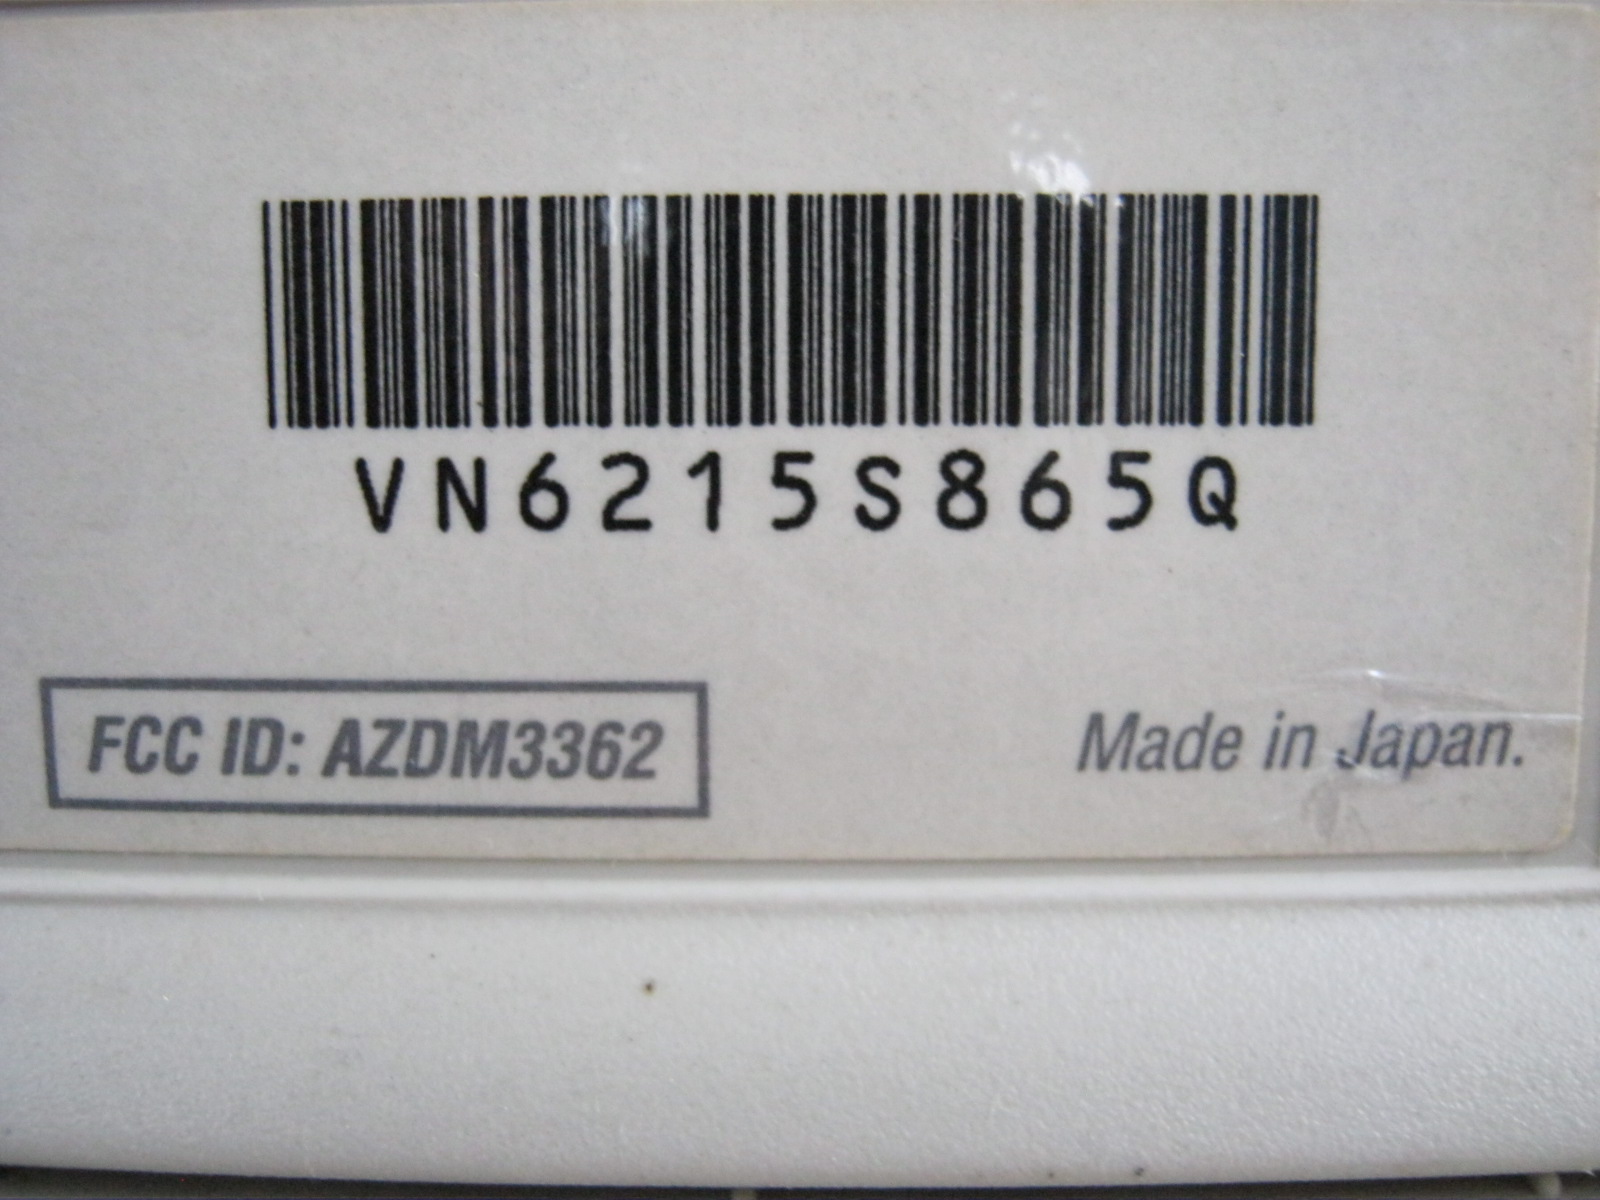 VN6215S865Q
FCC ID: AZDM3362
Made in Japan.